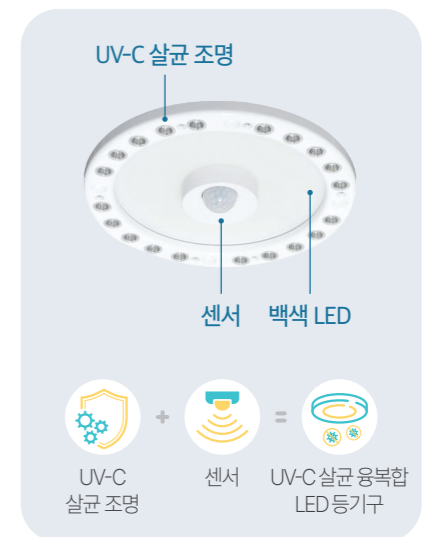 UV-C 살균 조명
센서
백색 LED
+
=
UV-C
살균 조명
센서
UV-C 살균 융복합
LED 등기구